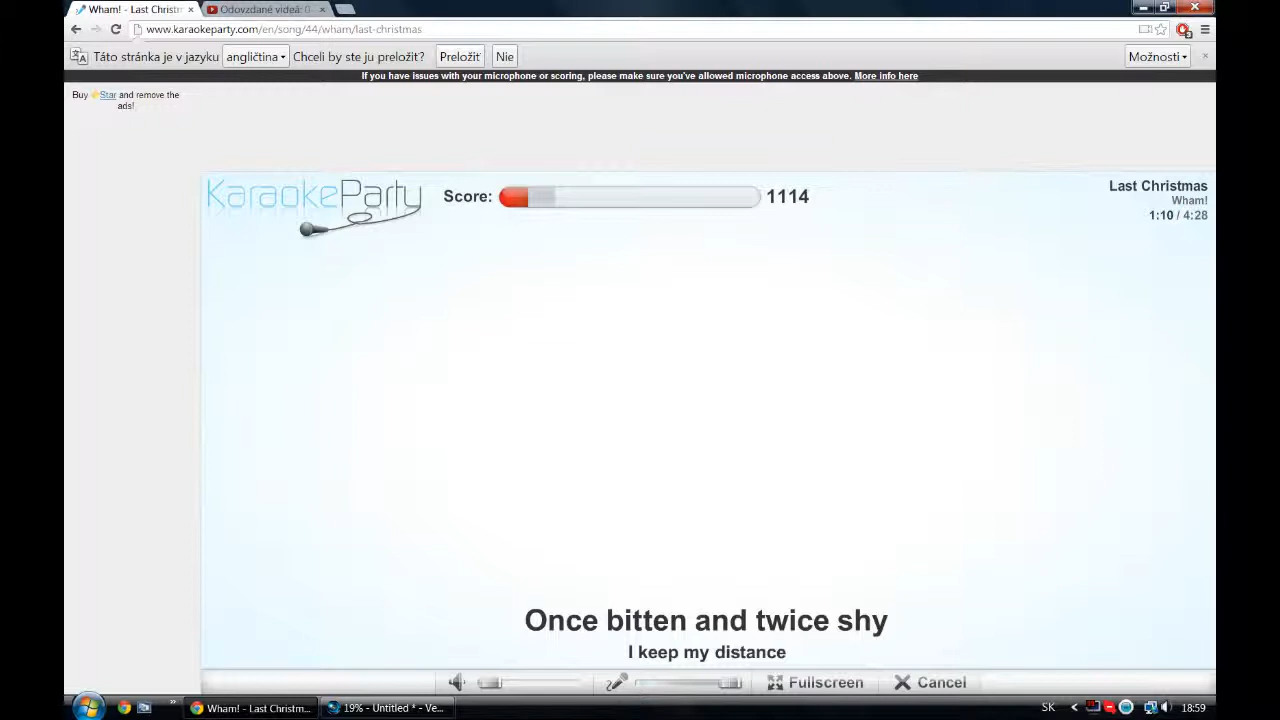 Wham! - Last Christm
Odovzdané videá:
www.karaokeparty.com/en/song/44/wham/last-christmas
Táto stránka je v jazyku angličtina Chceli by ste ju preložiť? Preložiť Nie Možnosti
If you have issues with your microphone or scoring, please make sure you've allowed microphone access above. More info here
Buy Star and remove the
ads!
KaraokeParty
Score: 1114
Last Christmas
Wham!
1:10 / 4:28
Once bitten and twice shy
I keep my distance
Fullscreen Cancel
Wham! - Last Christm...
19% - Untitled * - Ve...
SK
18:59